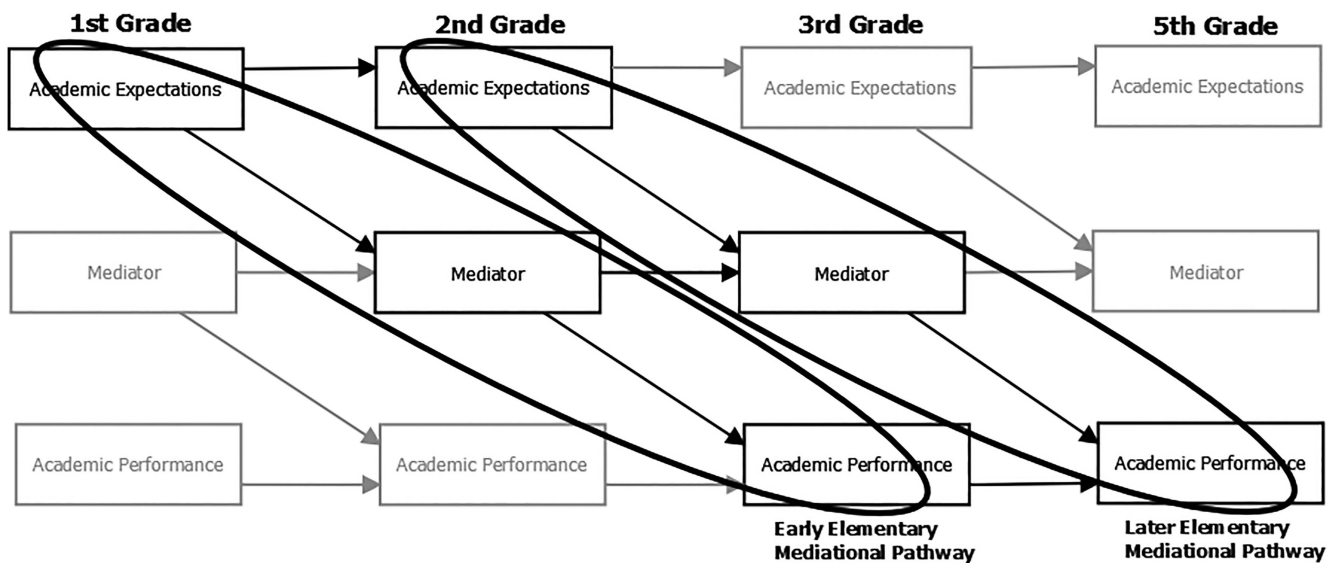 1st Grade
2nd Grade
3rd Grade
5th Grade
Academic Expectations
Academic Expectations
Academic Expectations
Academic Expectations
Mediator
Mediator
Mediator
Mediator
Academic Performance
Academic Performance
Academic Performance
Academic Performance
Early Elementary
Mediational Pathway
Later Elementary
Mediational Pathway